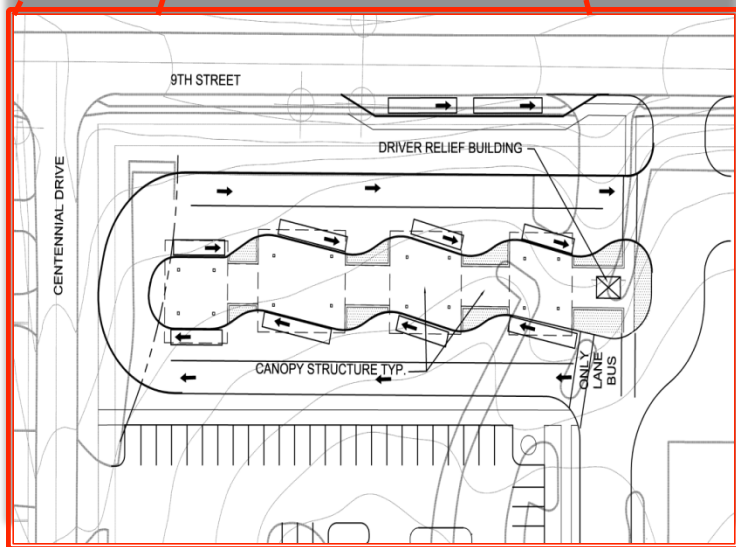 9TH STREET
DRIVER RELIEF BUILDING
CENTENNIAL DRIVE
CANOPY STRUCTURE TYP.
ONLY
LANE
BUS